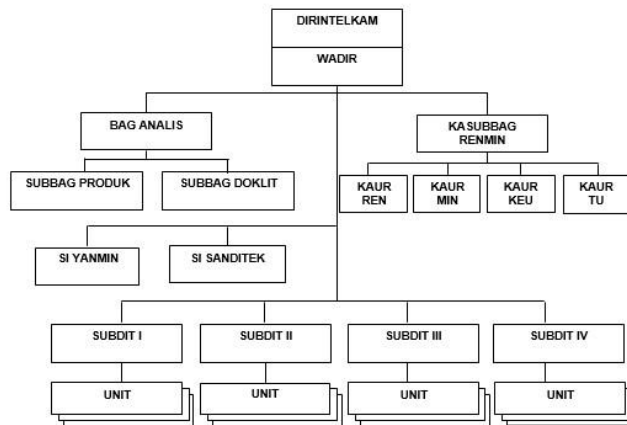 DIRINTELKAM
WADIR
BAG ANALIS
KASUBBAG
RENMIN
SUBBAG PRODUK
SUBBAG DOKLIT
KAUR
REN
KAUR
MIN
KAUR
KEU
KAUR
TU
SI YANMIN
SI SANDITEK
SUBDIT I
SUBDIT II
SUBDIT III
SUBDIT IV
UNIT
UNIT
UNIT
UNIT